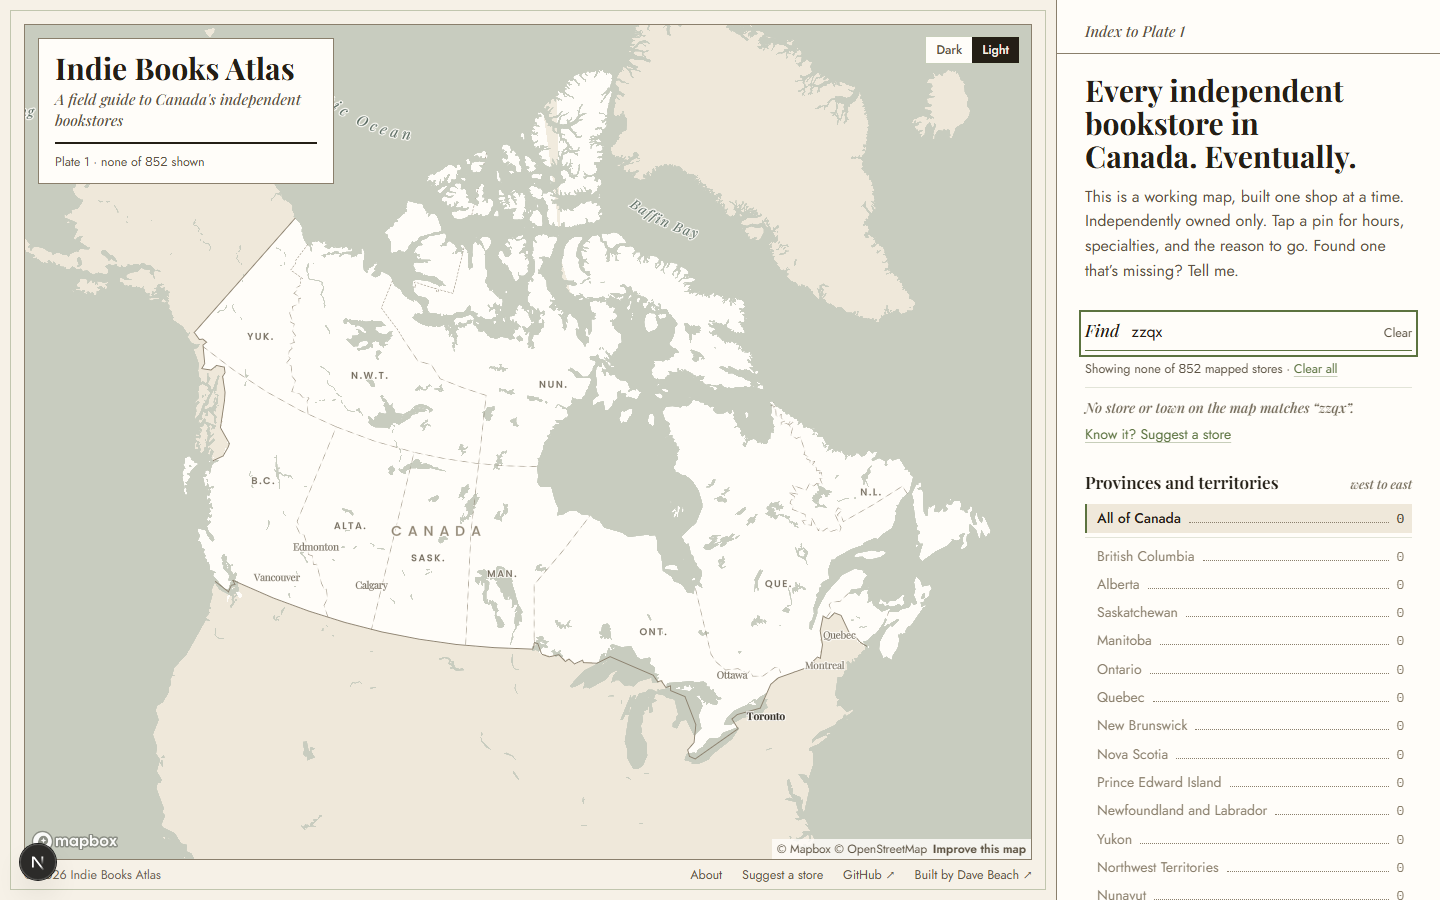 Indie Books Atlas
A field guide to Canada's independent
bookstores
Plate 1 · none of 852 shown
ic Ocean
Baffin Bay
Dark Light
YUK.
N.W.T.
NUN.
B.C.
ALTA.
CANADA
Edmonton
SASK.
N.L.
MAN.
Vancouver
Calgary
QUE.
ONT.
Quebec
Montreal
Ottawa
Toronto
mapbox
© Mapbox © OpenStreetMap Improve this map
N
26 Indie Books Atlas
About Suggest a store GitHub ↗ Built by Dave Beach ↗
Index to Plate 1
Every independent
bookstore in
Canada. Eventually.
This is a working map, built one shop at a time.
Independently owned only. Tap a pin for hours,
specialties, and the reason to go. Found one
that's missing? Tell me.
Find zzqx Clear
Showing none of 852 mapped stores · Clear all
No store or town on the map matches “zzqx”.
Know it? Suggest a store
Provinces and territories west to east
All of Canada 0
British Columbia 0
Alberta 0
Saskatchewan 0
Manitoba 0
Ontario 0
Quebec 0
New Brunswick 0
Nova Scotia 0
Prince Edward Island 0
Newfoundland and Labrador 0
Yukon 0
Northwest Territories 0
Nunavut 0